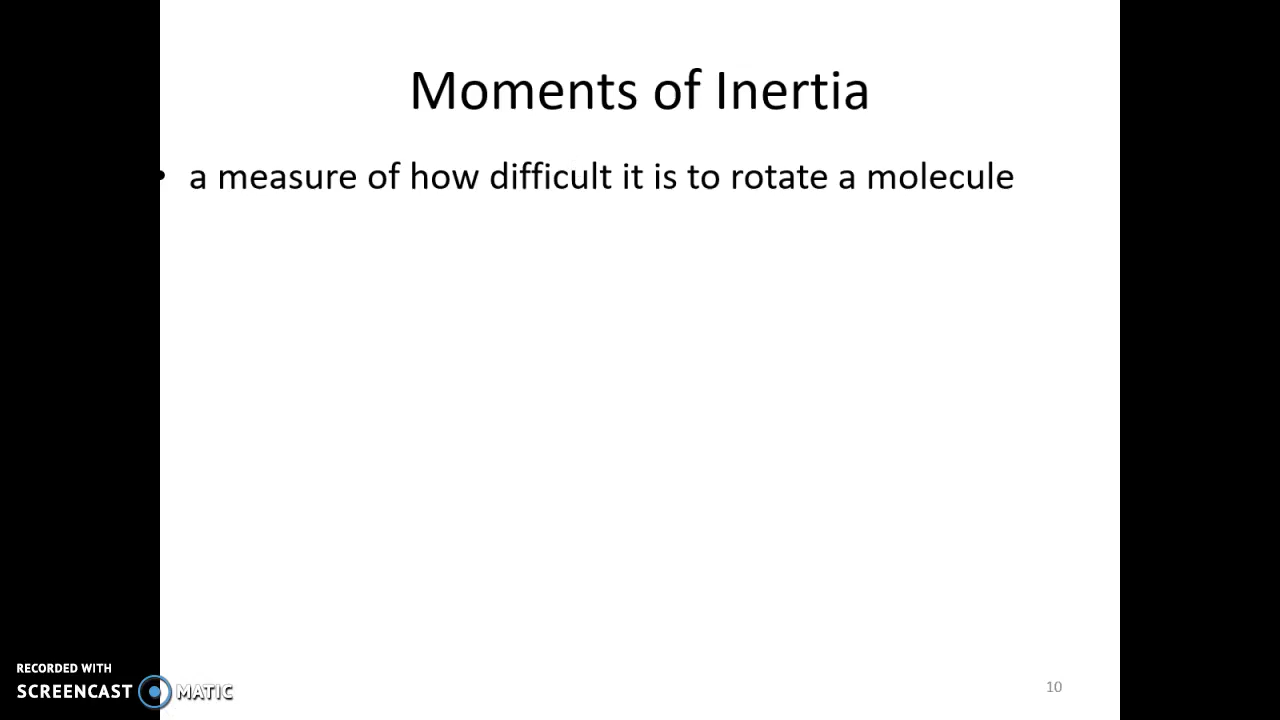 Moments of Inertia
• a measure of how difficult it is to rotate a molecule
RECORDED WITH
SCREENCAST MATIC
10